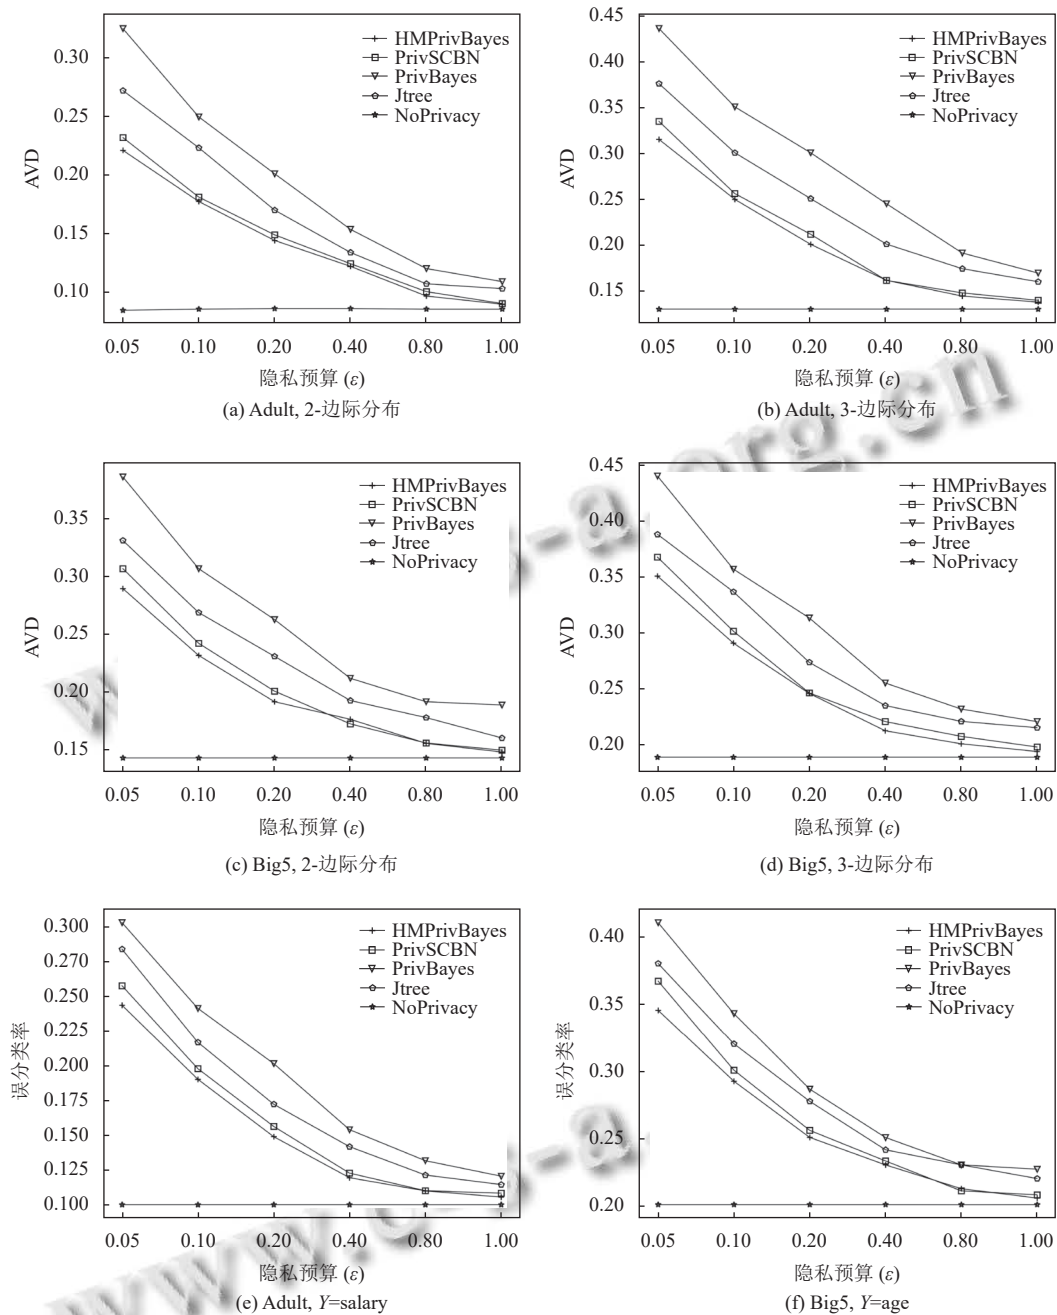 HMPrivBayes
PrivSCBN
PrivBayes
Jtree
NoPrivacy
AVD
0.30
0.25
0.20
0.15
0.10
0.05 0.10 0.20 0.40 0.80 1.00
隐私预算 (ε)
(a) Adult, 2-边际分布
HMPrivBayes
PrivSCBN
PrivBayes
Jtree
NoPrivacy
AVD
0.45
0.40
0.35
0.30
0.25
0.20
0.15
0.05 0.10 0.20 0.40 0.80 1.00
隐私预算 (ε)
(b) Adult, 3-边际分布
HMPrivBayes
PrivSCBN
PrivBayes
Jtree
NoPrivacy
AVD
0.35
0.30
0.25
0.20
0.15
0.05 0.10 0.20 0.40 0.80 1.00
隐私预算 (ε)
(c) Big5, 2-边际分布
HMPrivBayes
PrivSCBN
PrivBayes
Jtree
NoPrivacy
AVD
0.45
0.40
0.35
0.30
0.25
0.20
0.05 0.10 0.20 0.40 0.80 1.00
隐私预算 (ε)
(d) Big5, 3-边际分布
HMPrivBayes
PrivSCBN
PrivBayes
Jtree
NoPrivacy
误分类率
0.300
0.270
0.250
0.225
0.200
0.175
0.150
0.125
0.100
0.05 0.10 0.20 0.40 0.80 1.00
隐私预算 (ε)
(e) Adult, Y=salary
HMPrivBayes
PrivSCBN
PrivBayes
Jtree
NoPrivacy
误分类率
0.40
0.35
0.30
0.25
0.20
0.05 0.10 0.20 0.40 0.80 1.00
隐私预算 (ε)
(f) Big5, Y=age